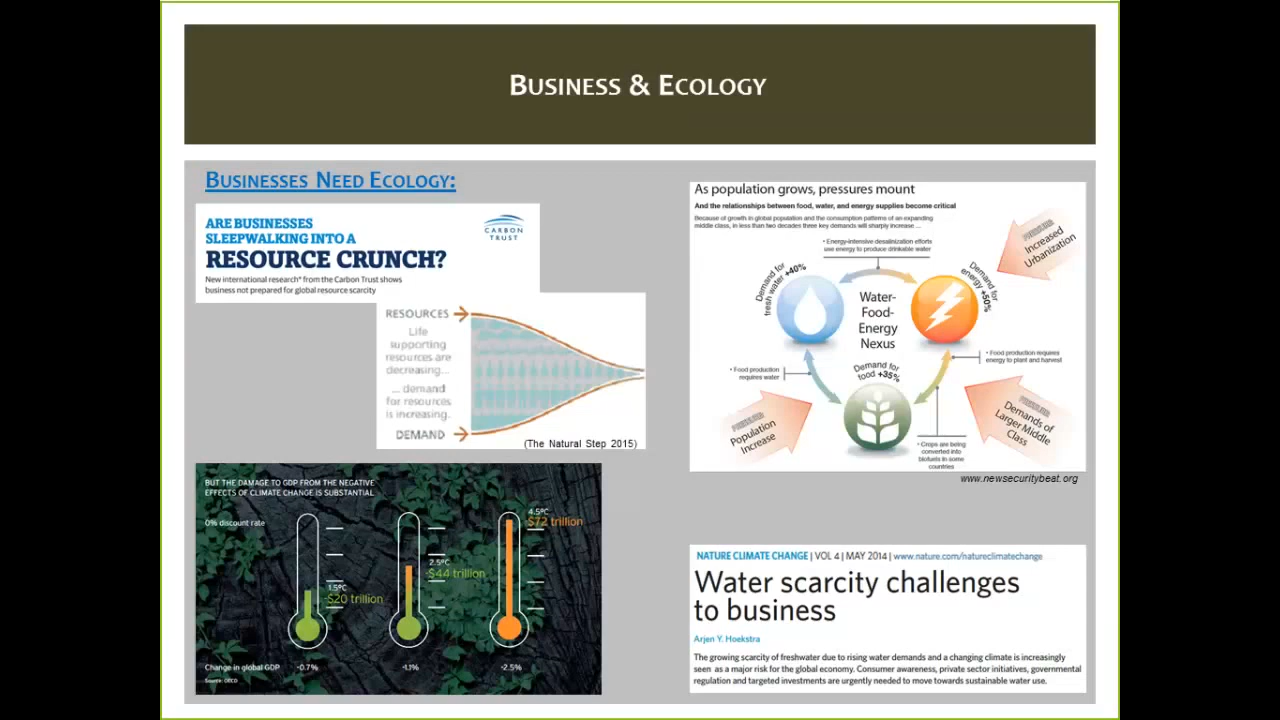 BUSINESS & ECOLOGY
BUSINESSES NEED ECOLOGY:
ARE BUSINESSES
SLEEPWALKING INTO A
RESOURCE CRUNCH?
New international research* from the Carbon Trust shows
business not prepared for global resource scarcity
CARBON
TRUST
RESOURCES
Life
supporting
resources are
decreasing...
... demand
for resources
is increasing.
DEMAND
(The Natural Step 2015)
BUT THE DAMAGE TO GDP FROM THE NEGATIVE
EFFECTS OF CLIMATE CHANGE IS SUBSTANTIAL
0% discount rate
1.5ºC
-$20 trillion
2.5ºC
-$44 trillion
4.5ºC
-$72 trillion
Change in global GDP
-0.7%
-1.1%
-2.5%
Source: OECD
As population grows, pressures mount
And the relationships between food, water, and energy supplies become critical
Because of growth in global population and the consumption patterns of an expanding
middle class, in less than two decades three key demands will sharply increase ...
• Energy-intensive desalinization efforts
use energy to produce drinkable water
Demand for
fresh water +40%
Demand for
energy +50%
Water-
Food-
Energy
Nexus
• Food production
requires water
Demand for
food +35%
• Food production requires
energy to plant and harvest
• Crops are being
converted into
biofuels in some
countries
PRESSURE
Increased
Urbanization
PRESSURE
Population
Increase
PRESSURE
Demands of
Larger Middle
Class
www.newsecuritybeat.org
NATURE CLIMATE CHANGE | VOL 4 | MAY 2014 | www.nature.com/natureclimatechange
Water scarcity challenges
to business
Arjen Y. Hoekstra
The growing scarcity of freshwater due to rising water demands and a changing climate is increasingly
seen as a major risk for the global economy. Consumer awareness, private sector initiatives, governmental
regulation and targeted investments are urgently needed to move towards sustainable water use.